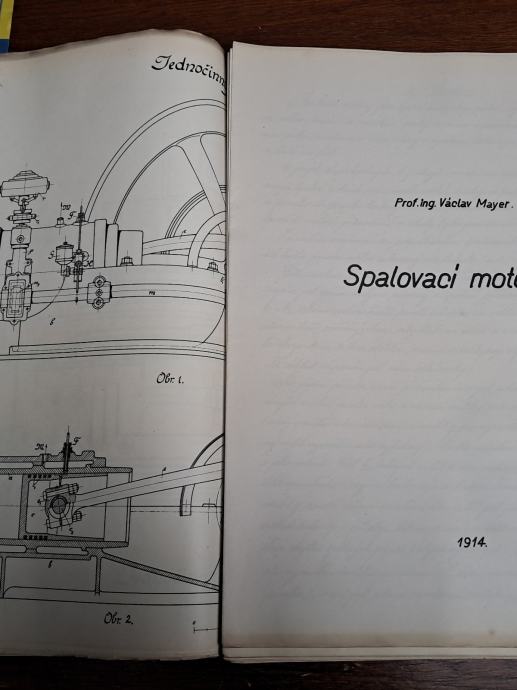 Jednočinn
Obr. 1.
Obr. 2.
Prof. Ing. Václav Mayer.
Spalovací mot
1914.